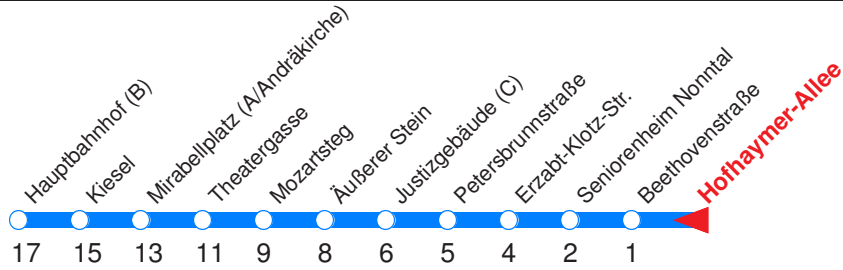 Hauptbahnhof (B)
Kiesel
Mirabellplatz (A/Andräkirche)
Theatergasse
Mozartsteg
Äußerer Stein
Justizgebäude (C)
Petersbrunnstraße
Erzabt-Klotz-Str.
Seniorenheim Nonntal
Beethovenstraße
Hofhaymer-Allee
17 15 13 11 9 8 6 5 4 2 1